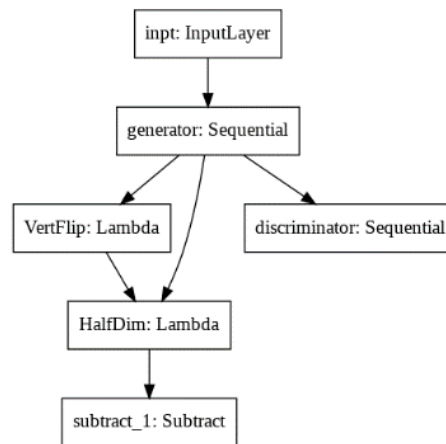 inpt: InputLayer
generator: Sequential
VertFlip: Lambda
discriminator: Sequential
HalfDim: Lambda
subtract_1: Subtract